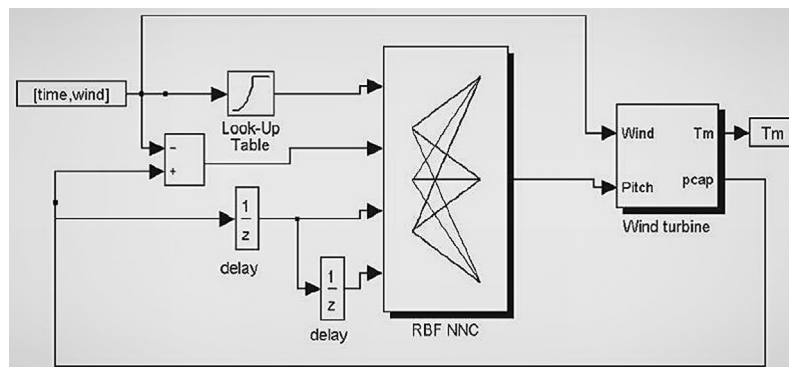 [time,wind]
Look-Up
Table
−
+
1
z
delay
1
z
delay
RBF NNC
Wind
Pitch
Tm
pcap
Wind turbine
Tm